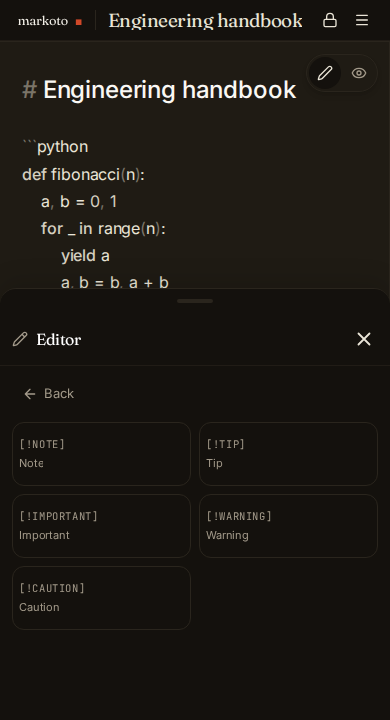 markoto
Engineering handbook
# Engineering handbook
```python
def fibonacci(n):
a, b = 0, 1
for _ in range(n):
yield a
a, b = b, a + b
Editor
Back
[!NOTE]
Note
[!TIP]
Tip
[!IMPORTANT]
Important
[!WARNING]
Warning
[!CAUTION]
Caution